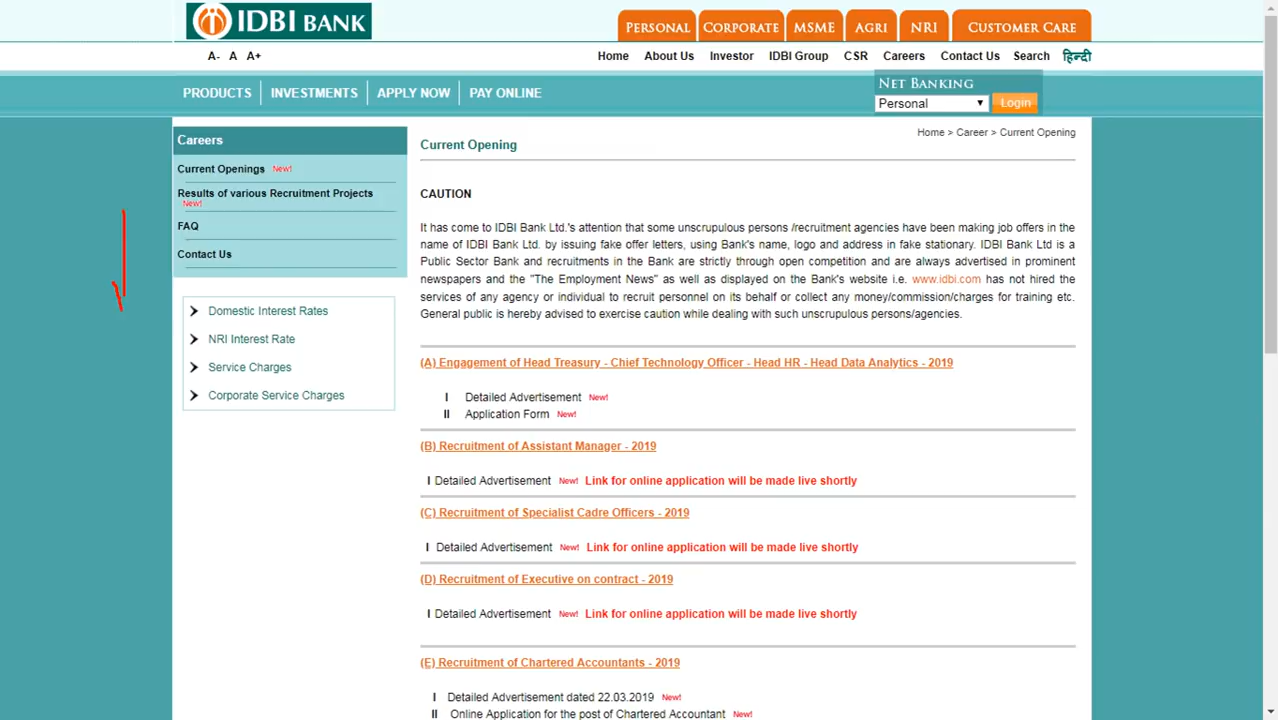 IDBI BANK
PERSONAL CORPORATE MSME AGRI NRI CUSTOMER CARE
A- A A+
Home About Us Investor IDBI Group CSR Careers Contact Us Search हिन्दी
NET BANKING
PRODUCTS INVESTMENTS APPLY NOW PAY ONLINE
Personal Login
Home > Career > Current Opening
Careers
Current Openings New!
Results of various Recruitment Projects
New!
FAQ
Contact Us
Domestic Interest Rates
NRI Interest Rate
Service Charges
Corporate Service Charges
Current Opening
CAUTION
It has come to IDBI Bank Ltd.'s attention that some unscrupulous persons /recruitment agencies have been making job offers in the
name of IDBI Bank Ltd. by issuing fake offer letters, using Bank's name, logo and address in fake stationary. IDBI Bank Ltd is a
Public Sector Bank and recruitments in the Bank are strictly through open competition and are always advertised in prominent
newspapers and the "The Employment News" as well as displayed on the Bank's website i.e. www.idbi.com has not hired the
services of any agency or individual to recruit personnel on its behalf or collect any money/commission/charges for training etc.
General public is hereby advised to exercise caution while dealing with such unscrupulous persons/agencies.
(A) Engagement of Head Treasury - Chief Technology Officer - Head HR - Head Data Analytics - 2019
I Detailed Advertisement New!
II Application Form New!
(B) Recruitment of Assistant Manager - 2019
I Detailed Advertisement New! Link for online application will be made live shortly
(C) Recruitment of Specialist Cadre Officers - 2019
I Detailed Advertisement New! Link for online application will be made live shortly
(D) Recruitment of Executive on contract - 2019
I Detailed Advertisement New! Link for online application will be made live shortly
(E) Recruitment of Chartered Accountants - 2019
I Detailed Advertisement dated 22.03.2019 New!
II Online Application for the post of Chartered Accountant New!